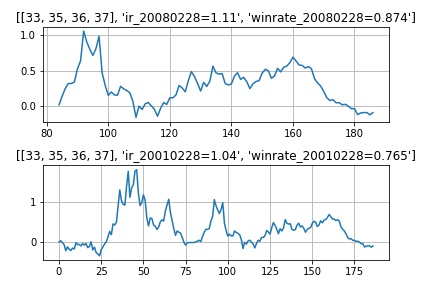 [[33, 35, 36, 37], 'ir_20080228=1.11', 'winrate_20080228=0.874']
1.0
0.5
0.0
80 100 120 140 160 180
[[33, 35, 36, 37], 'ir_20010228=1.04', 'winrate_20010228=0.765']
1
0
0 25 50 75 100 125 150 175